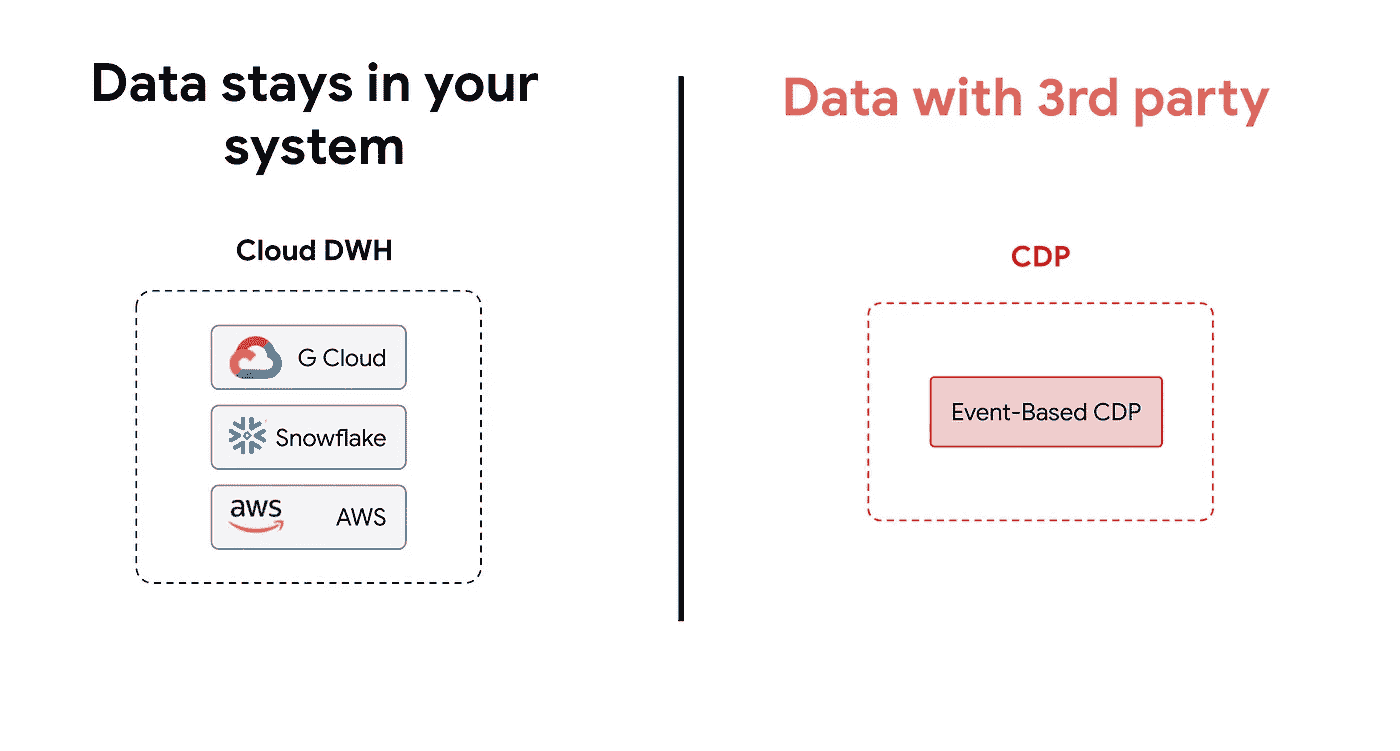 Data stays in your
system
Cloud DWH
G Cloud
Snowflake
aws
AWS
Data with 3rd party
CDP
Event-Based CDP